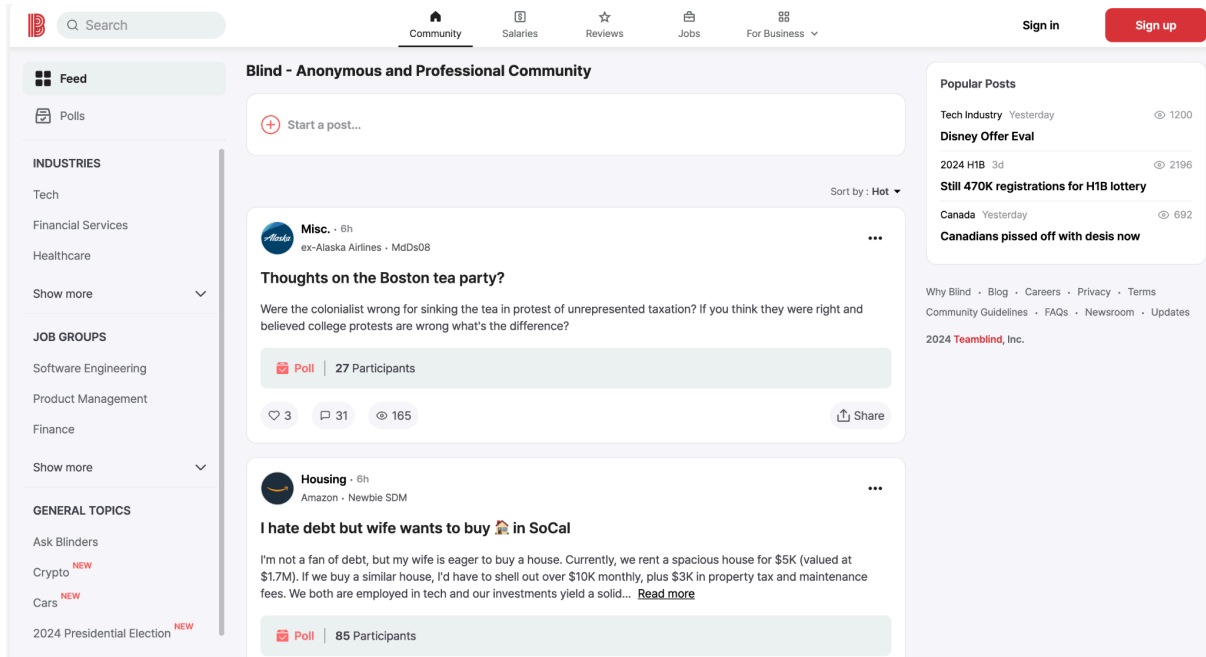 B Search
Community
Salaries
Reviews
Jobs
For Business
Sign in
Sign up
Feed
Polls
INDUSTRIES
Tech
Financial Services
Healthcare
Show more
JOB GROUPS
Software Engineering
Product Management
Finance
Show more
GENERAL TOPICS
Ask Blinders
Crypto NEW
Cars NEW
2024 Presidential Election NEW
Blind - Anonymous and Professional Community
Start a post...
Sort by : Hot
Alaska
Misc. · 6h
ex-Alaska Airlines · MdDs08
Thoughts on the Boston tea party?
Were the colonialist wrong for sinking the tea in protest of unrepresented taxation? If you think they were right and
believed college protests are wrong what's the difference?
Poll | 27 Participants
3 31 165 Share
Housing · 6h
Amazon · Newbie SDM
I hate debt but wife wants to buy 🏠 in SoCal
I'm not a fan of debt, but my wife is eager to buy a house. Currently, we rent a spacious house for $5K (valued at
$1.7M). If we buy a similar house, I'd have to shell out over $10K monthly, plus $3K in property tax and maintenance
fees. We both are employed in tech and our investments yield a solid... Read more
Poll | 85 Participants
Popular Posts
Tech Industry Yesterday 1200
Disney Offer Eval
2024 H1B 3d 2196
Still 470K registrations for H1B lottery
Canada Yesterday 692
Canadians pissed off with desis now
Why Blind · Blog · Careers · Privacy · Terms
Community Guidelines · FAQs · Newsroom · Updates
2024 Teamblind, Inc.